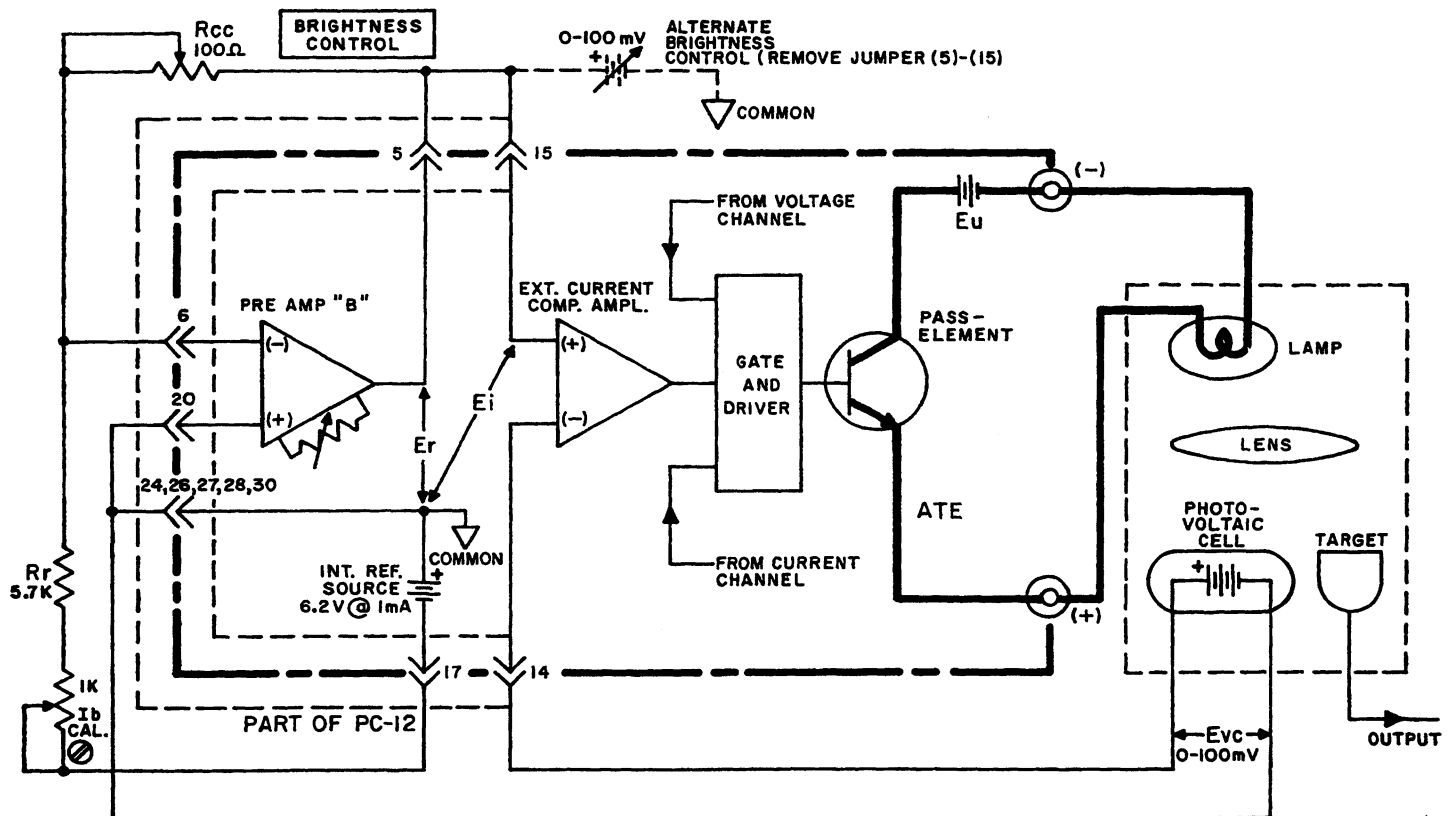 Rcc
100Ω
BRIGHTNESS
CONTROL
0-100 mV
+
ALTERNATE
BRIGHTNESS
CONTROL (REMOVE JUMPER (5)-(15)
COMMON
5
15
(-)
FROM VOLTAGE
CHANNEL
Eu
PRE AMP "B"
EXT. CURRENT
COMP. AMPL.
6
(-)
(+)
PASS-
ELEMENT
LAMP
GATE
AND
DRIVER
20
(+)
(-)
Er
Ei
LENS
24,26,27,28,30
ATE
COMMON
PHOTO-
VOLTAIC
CELL
TARGET
Rr
5.7K
INT. REF.
SOURCE
6.2V@1mA
+
FROM CURRENT
CHANNEL
+
(+)
17
14
1K
Ib
CAL.
PART OF PC-12
Evc
0-100mV
OUTPUT